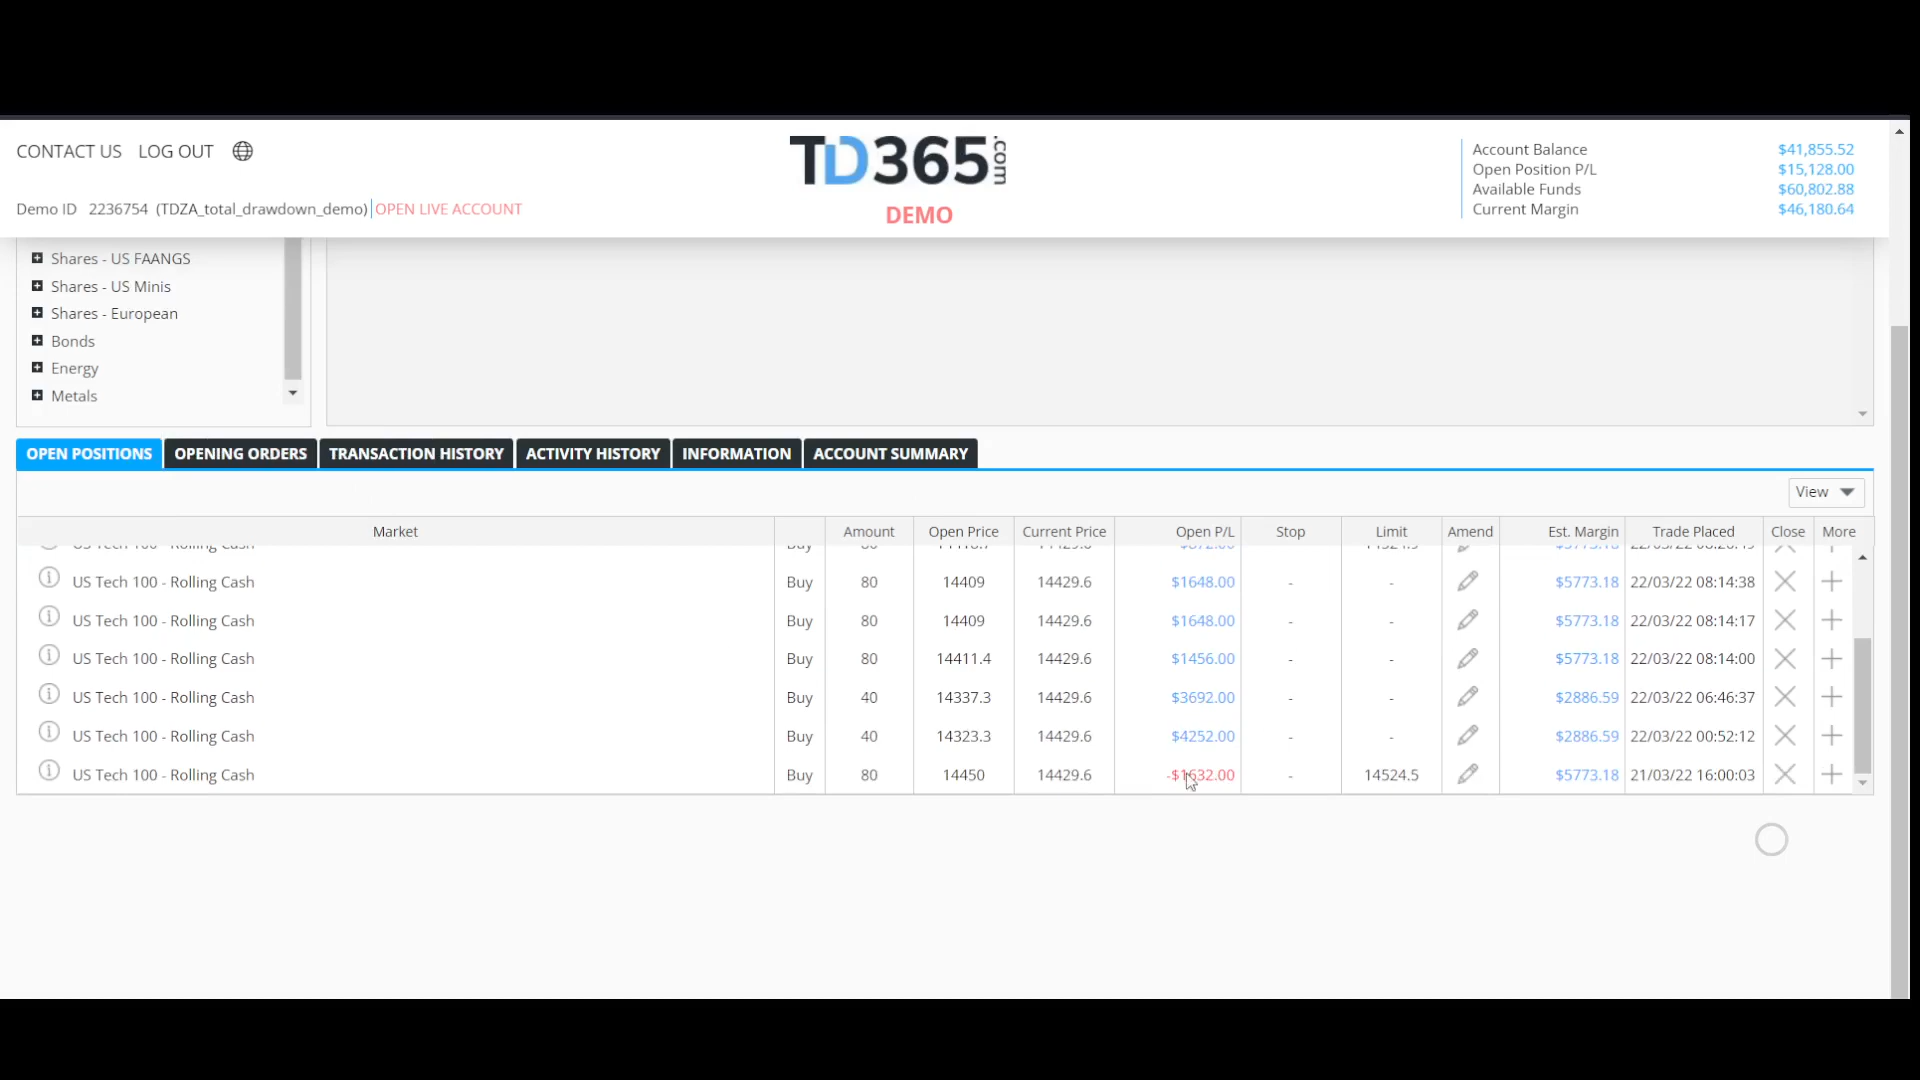 CONTACT US LOG OUT
TD365.com
DEMO
Demo ID 2236754 (TDZA_total_drawdown_demo) OPEN LIVE ACCOUNT
Account Balance $41,855.52
Open Position P/L $15,128.00
Available Funds $60,802.88
Current Margin $46,180.64
Shares - US FAANGS
Shares - US Minis
Shares - European
Bonds
Energy
Metals
OPEN POSITIONS OPENING ORDERS TRANSACTION HISTORY ACTIVITY HISTORY INFORMATION ACCOUNT SUMMARY
View
Market Amount Open Price Current Price Open P/L Stop Limit Amend Est. Margin Trade Placed Close More
US Tech 100 - Rolling Cash Buy
US Tech 100 - Rolling Cash Buy 80 14409 14429.6 $1648.00 - - $5773.18 22/03/22 08:14:38
US Tech 100 - Rolling Cash Buy 80 14409 14429.6 $1648.00 - - $5773.18 22/03/22 08:14:17
US Tech 100 - Rolling Cash Buy 80 14411.4 14429.6 $1456.00 - - $5773.18 22/03/22 08:14:00
US Tech 100 - Rolling Cash Buy 40 14337.3 14429.6 $3692.00 - - $2886.59 22/03/22 06:46:37
US Tech 100 - Rolling Cash Buy 40 14323.3 14429.6 $4252.00 - - $2886.59 22/03/22 00:52:12
US Tech 100 - Rolling Cash Buy 80 14450 14429.6 -$1632.00 - 14524.5 $5773.18 21/03/22 16:00:03